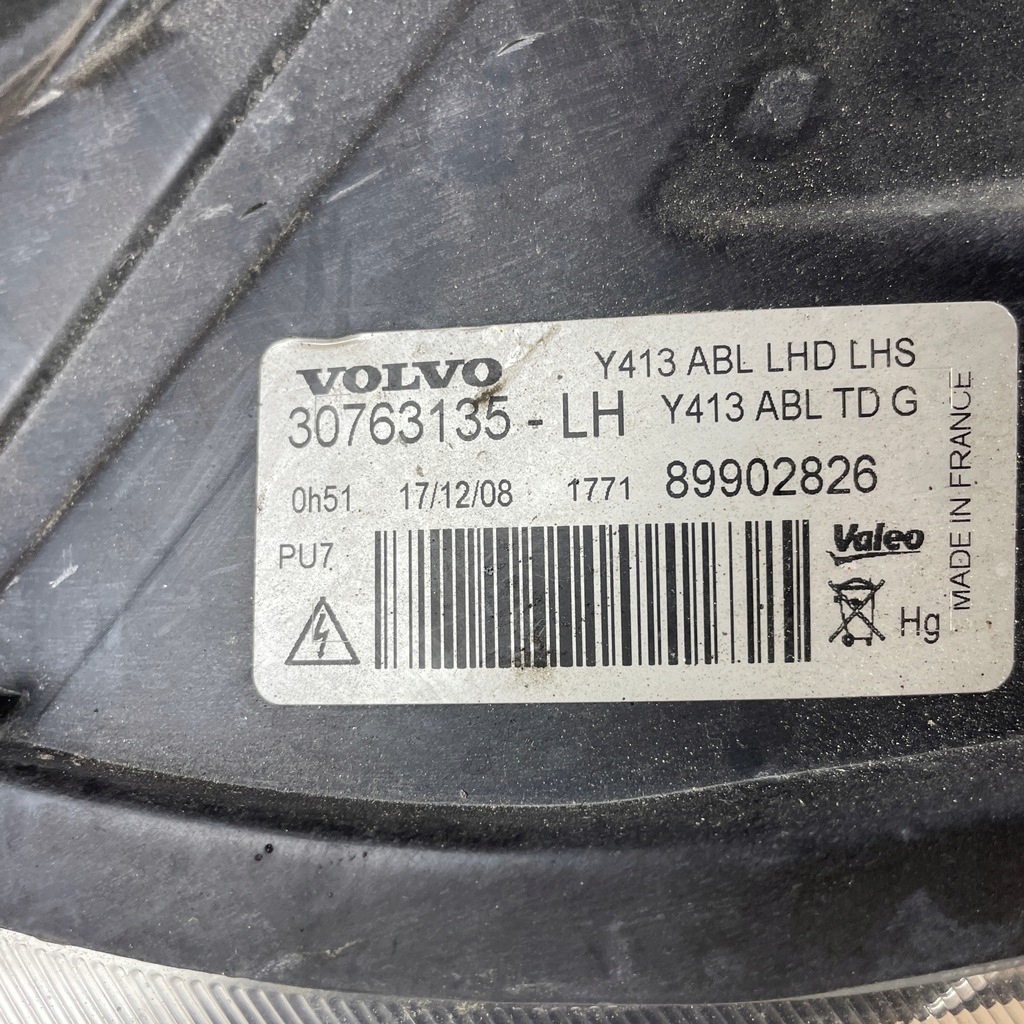 VOLVO Y413 ABL LHD LHS
30763135 - LH Y413 ABL TD G
0h51 17/12/08 1771 89902826
PU7 Valeo
Hg
MADE IN FRANCE